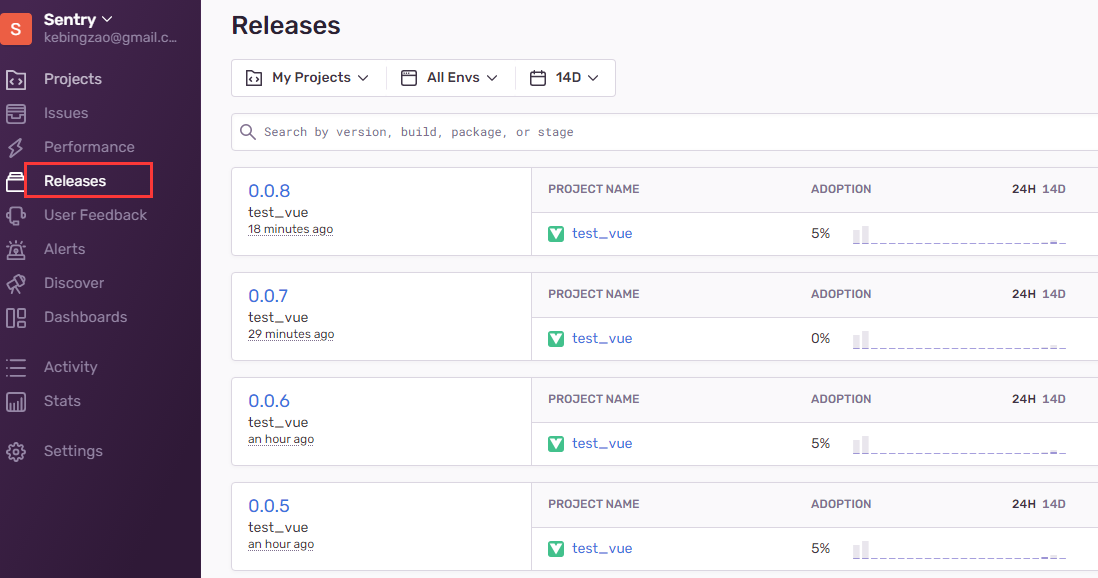 S
Sentry
kebingzao@gmail.c...
Projects
Issues
Performance
Releases
User Feedback
Alerts
Discover
Dashboards
Activity
Stats
Settings
Releases
My Projects All Envs 14D
Search by version, build, package, or stage
0.0.8
test_vue
18 minutes ago
PROJECT NAME ADOPTION 24H 14D
test_vue 5%
0.0.7
test_vue
29 minutes ago
PROJECT NAME ADOPTION 24H 14D
test_vue 0%
0.0.6
test_vue
an hour ago
PROJECT NAME ADOPTION 24H 14D
test_vue 5%
0.0.5
test_vue
an hour ago
PROJECT NAME ADOPTION 24H 14D
test_vue 5%